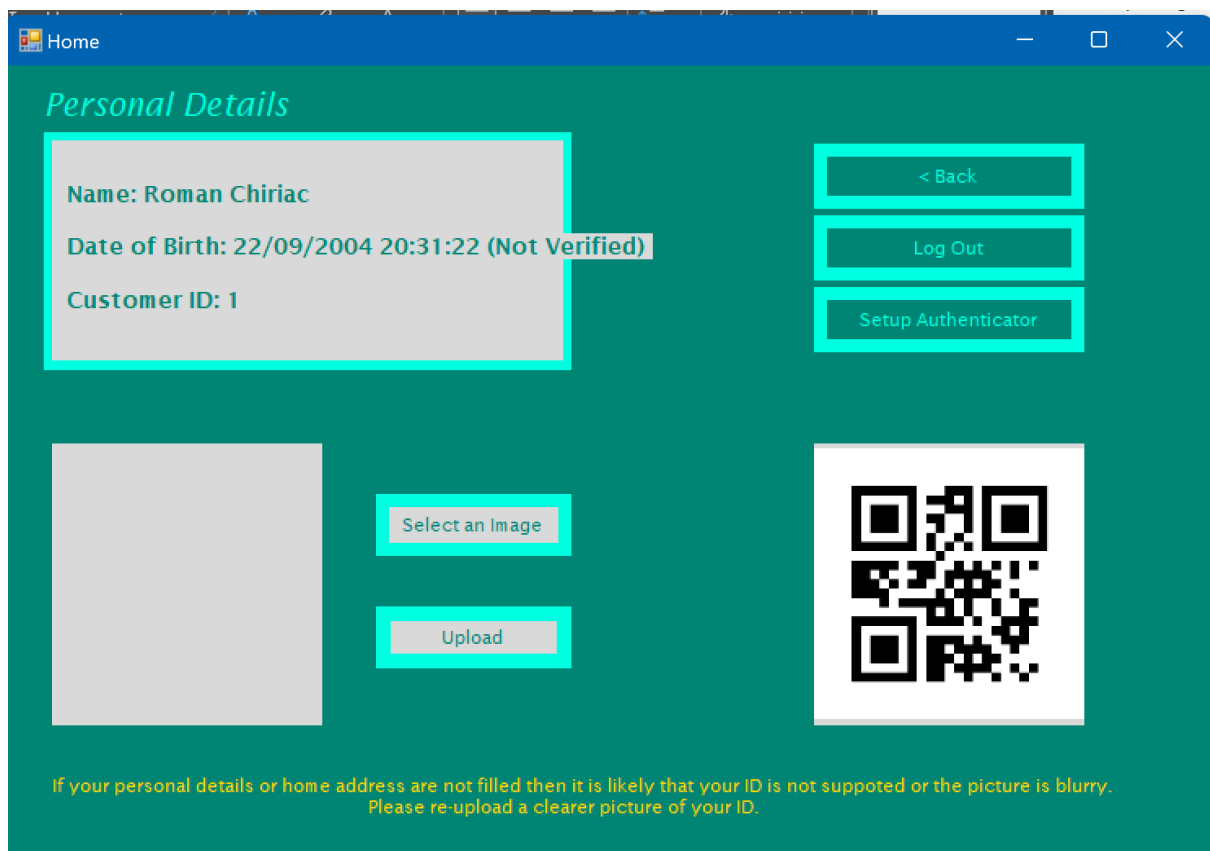 Home
Personal Details
Name: Roman Chiriac
Date of Birth: 22/09/2004 20:31:22 (Not Verified)
Customer ID: 1
< Back
Log Out
Setup Authenticator
Select an Image
Upload
If your personal details or home address are not filled then it is likely that your ID is not suppoted or the picture is blurry.
Please re-upload a clearer picture of your ID.